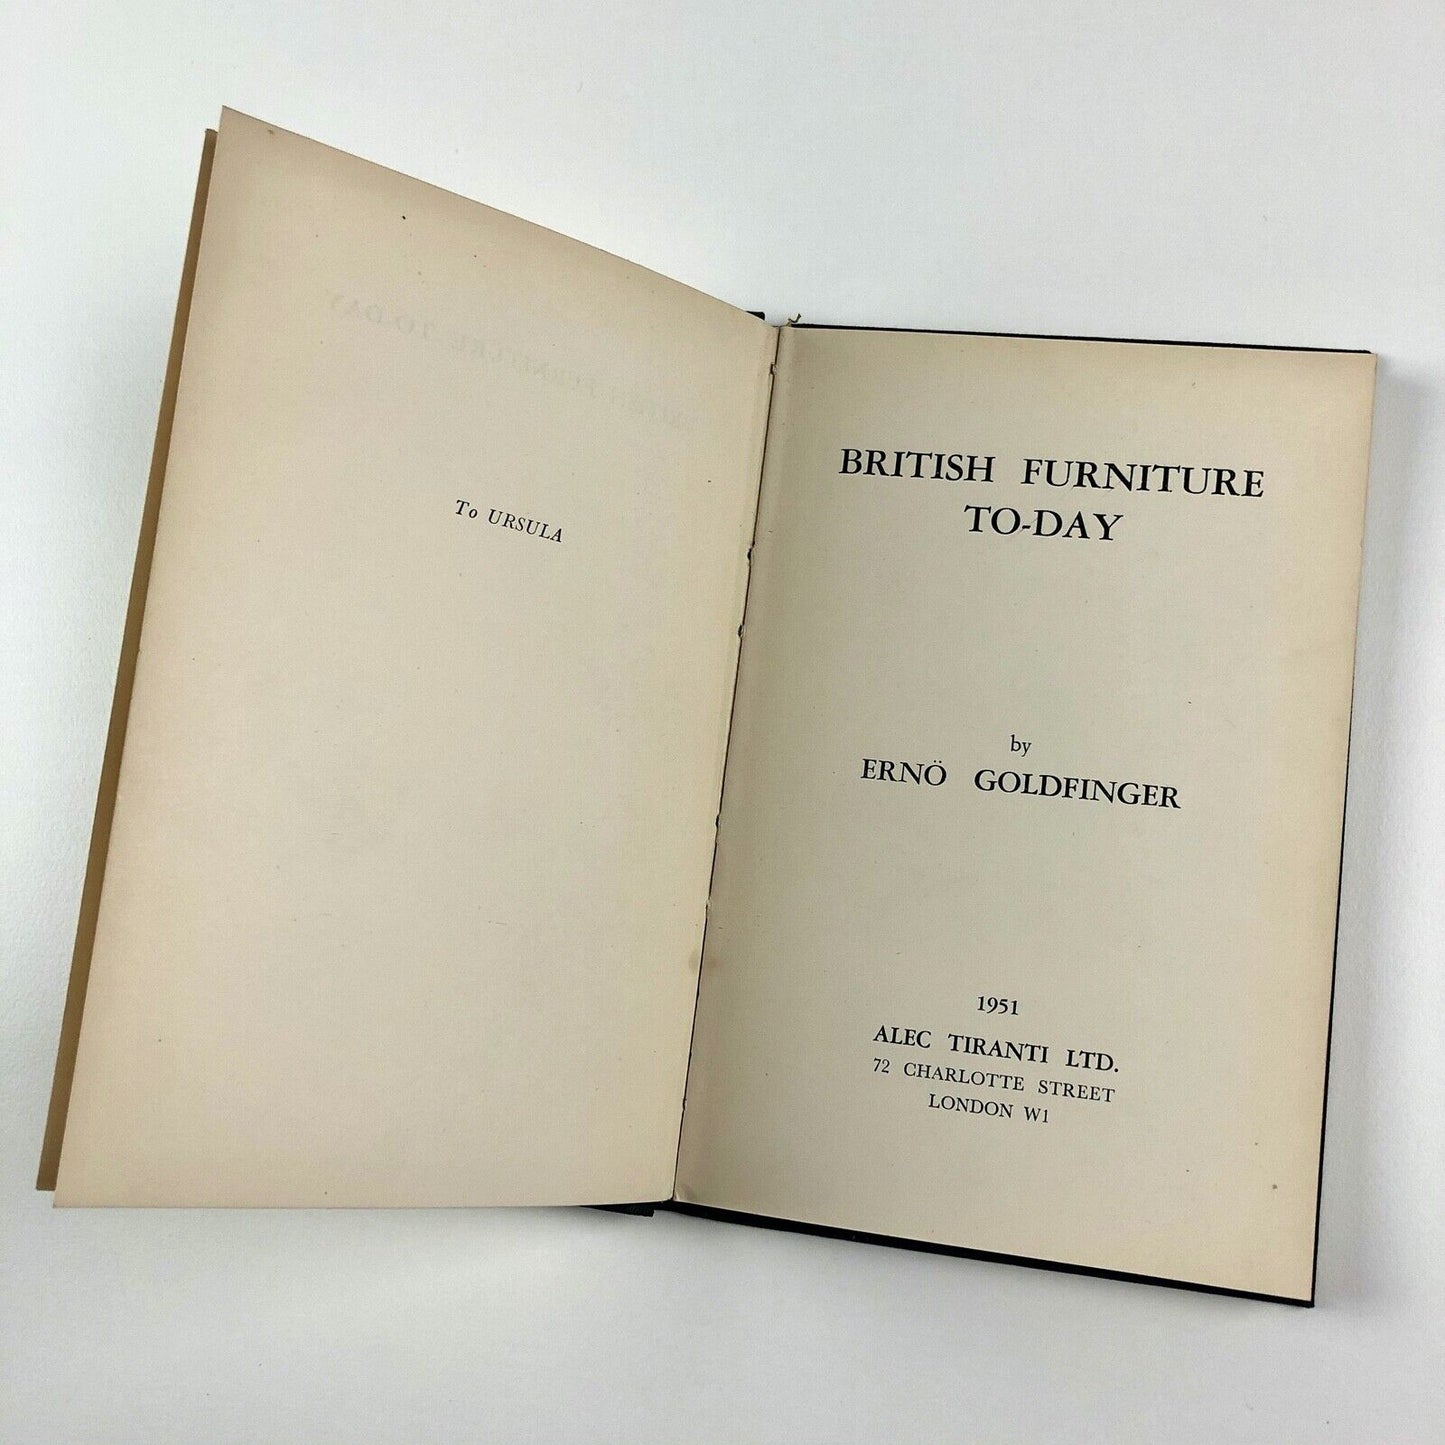 To URSULA
BRITISH FURNITURE
TO-DAY
by
ERNÖ GOLDFINGER
1951
ALEC TIRANTI LTD.
72 CHARLOTTE STREET
LONDON W1